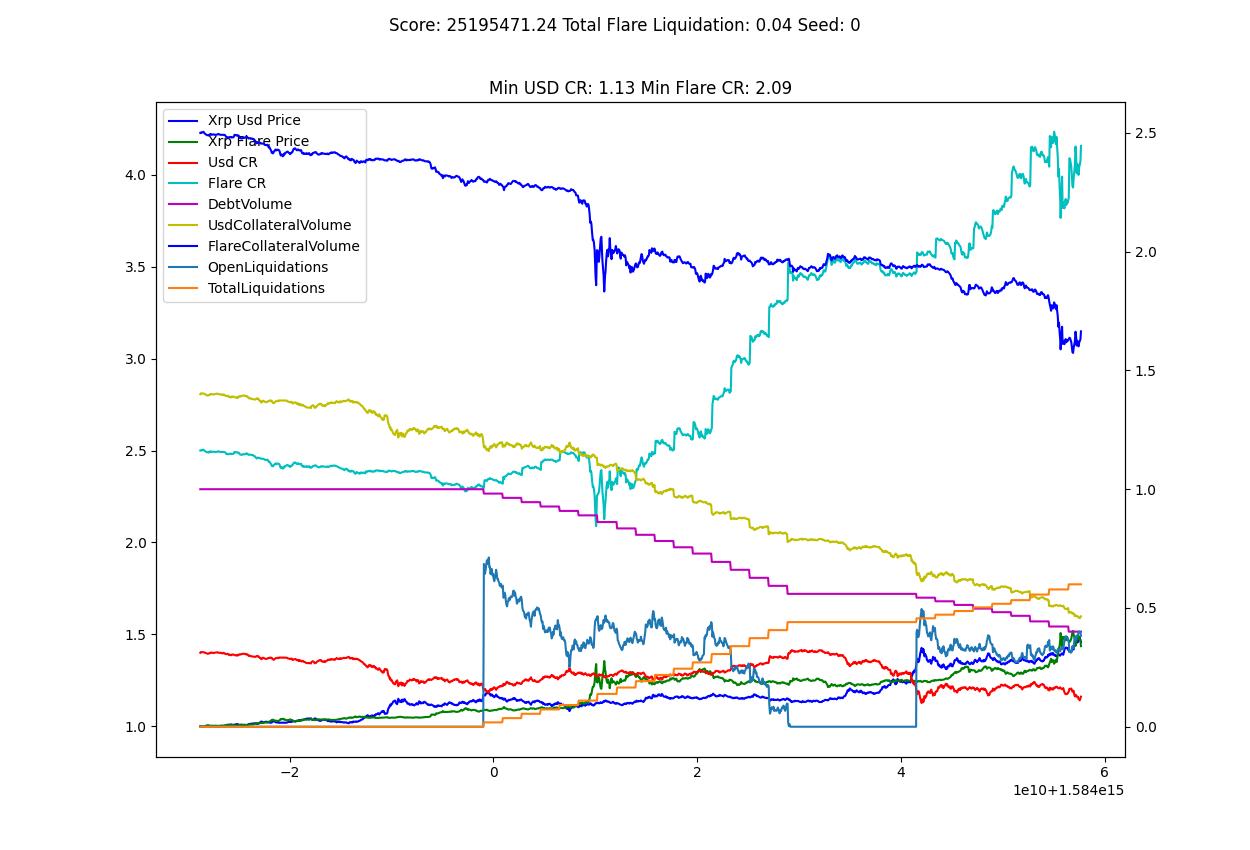 Score: 25195471.24 Total Flare Liquidation: 0.04 Seed: 0
Min USD CR: 1.13 Min Flare CR: 2.09
Xrp Usd Price
Xrp Flare Price
Usd CR
Flare CR
DebtVolume
UsdCollateralVolume
FlareCollateralVolume
OpenLiquidations
TotalLiquidations
4.0
3.5
3.0
2.5
2.0
1.5
1.0
2.5
2.0
1.5
1.0
0.5
0.0
−2 0 2 4 6
1e10+1.584e15